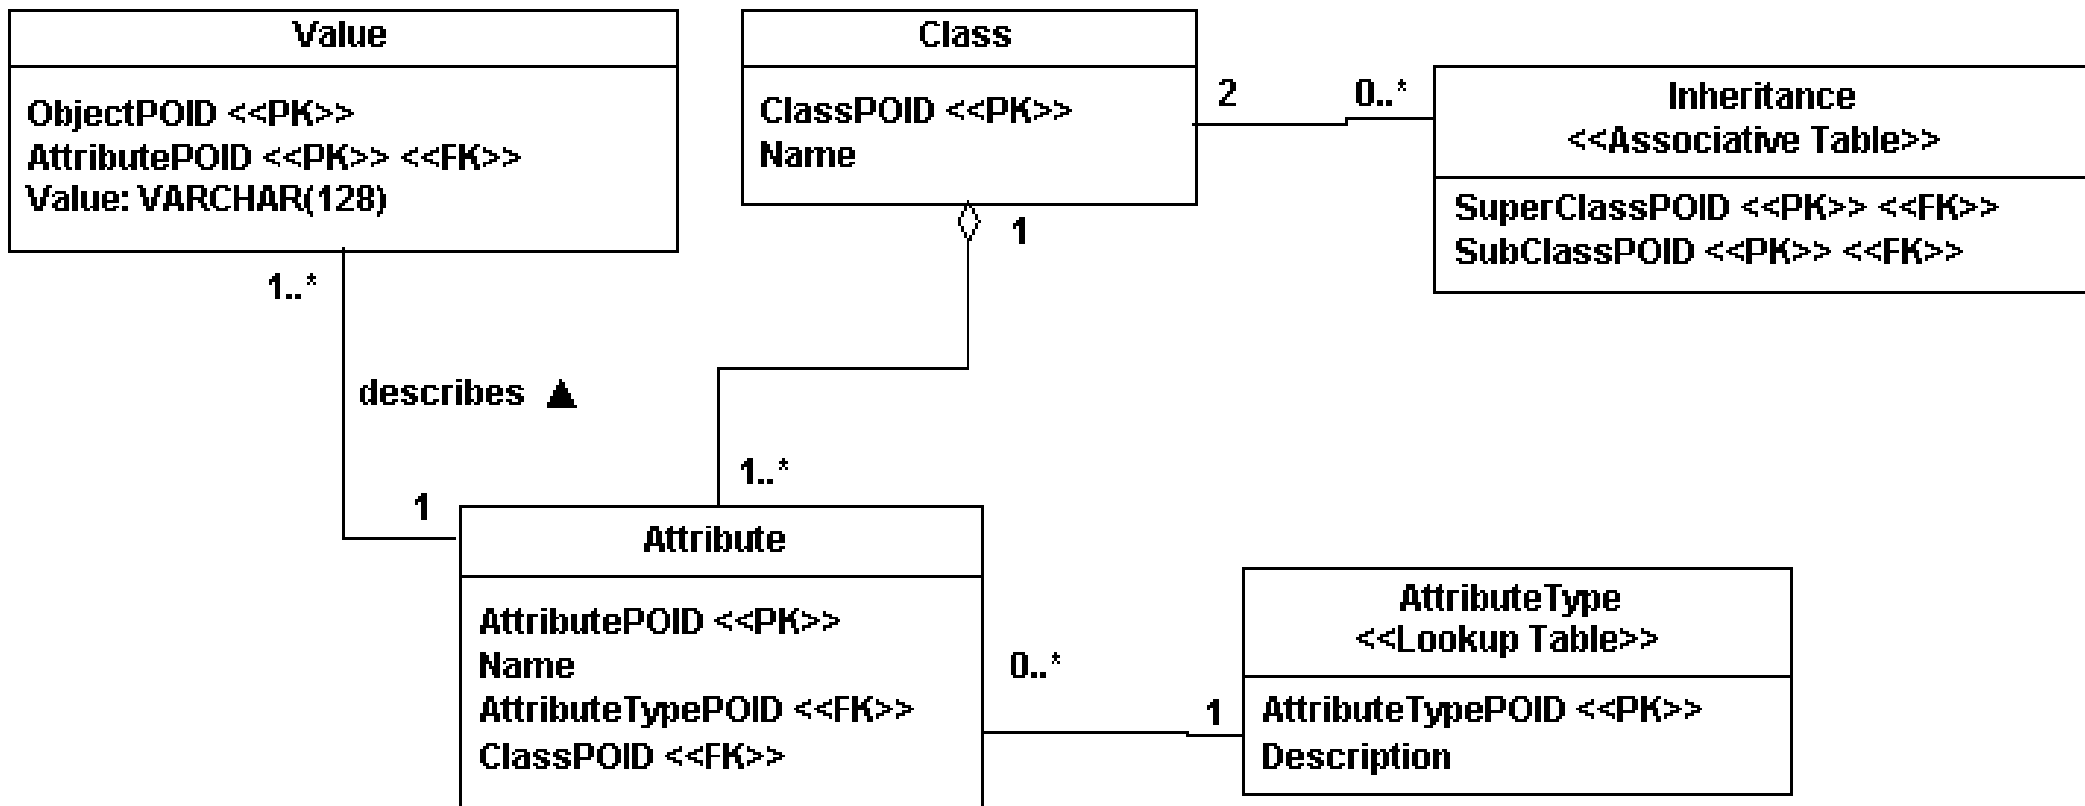 Value
ObjectPOID <<PK>>
AttributePOID <<PK>> <<FK>>
Value: VARCHAR(128)
Class
ClassPOID <<PK>>
Name
2
0..*
Inheritance
<<Associative Table>>
SuperClassPOID <<PK>> <<FK>>
SubClassPOID <<PK>> <<FK>>
1
1..*
describes ▲
1..*
1
Attribute
AttributePOID <<PK>>
Name
AttributeTypePOID <<FK>>
ClassPOID <<FK>>
0..*
1
AttributeType
<<Lookup Table>>
AttributeTypePOID <<PK>>
Description